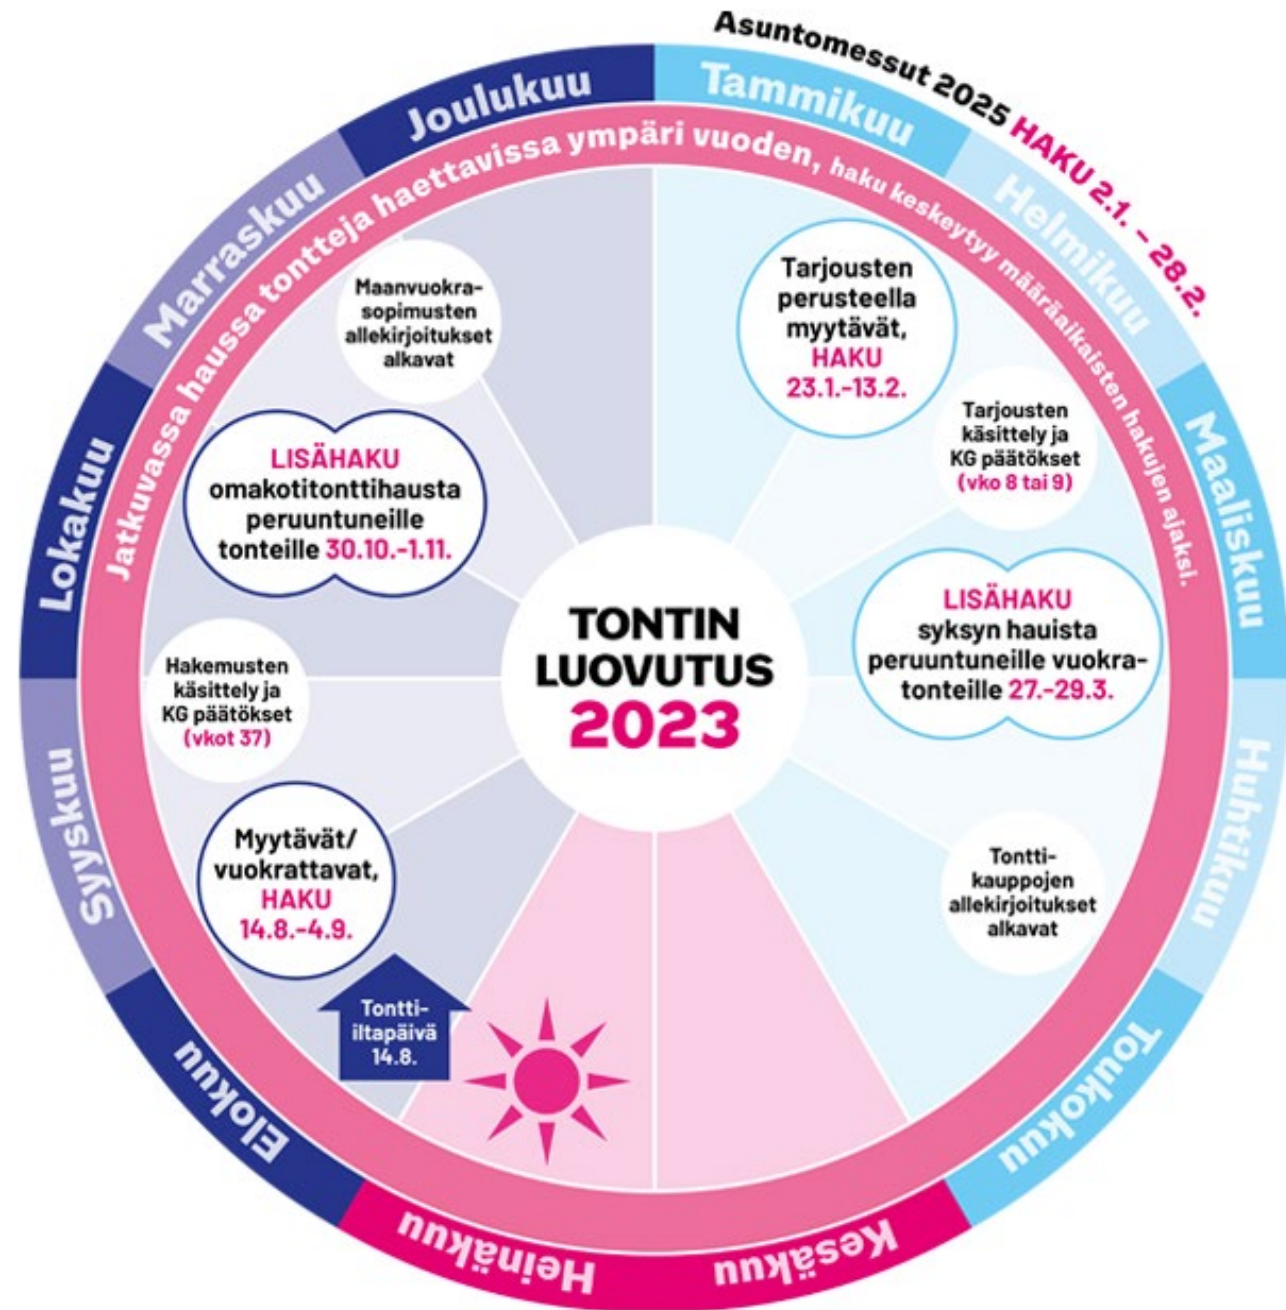 Asuntomessut 2025 HAKU 2.1. – 28.2.
Tammikuu
Helmikuu
Maaliskuu
Huhtikuu
Toukokuu
Kesäkuu
Heinäkuu
Elokuu
Syyskuu
Lokakuu
Marraskuu
Joulukuu
Jatkuvassa haussa tontteja haettavissa ympäri vuoden, haku keskeytyy määräaikaisten hakujen ajaksi.
TONTIN
LUOVUTUS
2023
Tarjousten
perusteella
myytävät,
HAKU
23.1.-13.2.
Tarjousten
käsittely ja
KG päätökset
(vko 8 tai 9)
LISÄHAKU
syksyn hauista
peruuntuneille vuokra-
tonteille 27.-29.3.
Tontti-
kauppojen
allekirjoitukset
alkavat
Tontti-
iltapäivä
14.8.
Myytävät/
vuokrattavat,
HAKU
14.8.-4.9.
Hakemusten
käsittely ja
KG päätökset
(vkot 37)
LISÄHAKU
omakotitonttihausta
peruuntuneille
tonteille 30.10.-1.11.
Maanvuokra-
sopimusten
allekirjoitukset
alkavat